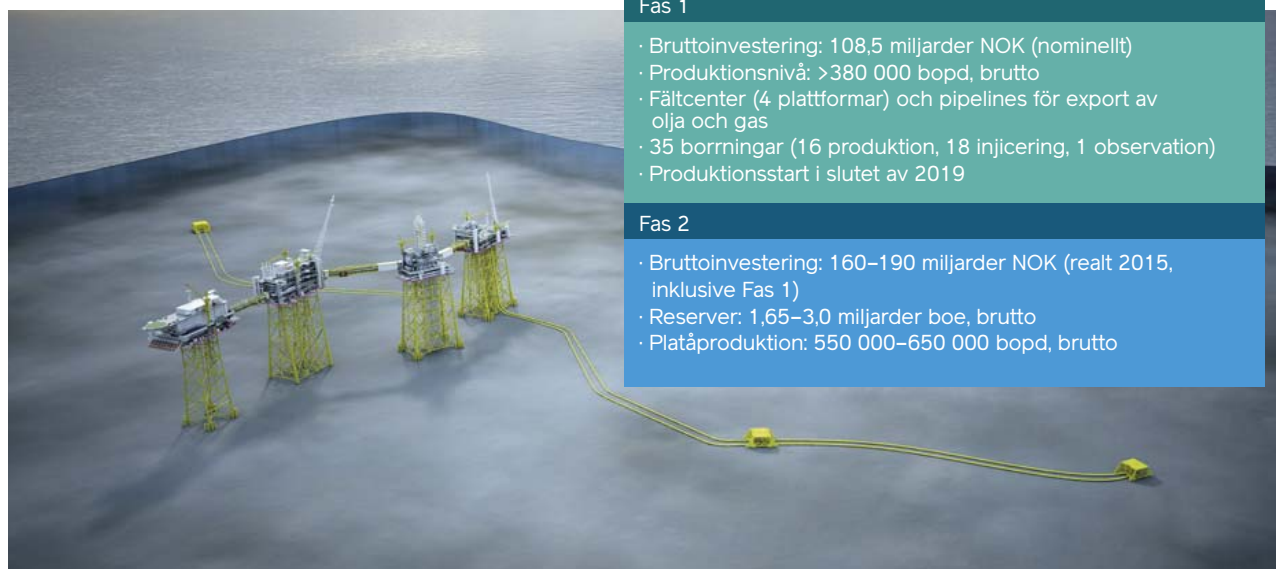 Fas 1
· Bruttoinvestering: 108,5 miljarder NOK (nominellt)
· Produktionsnivå: >380 000 bopd, brutto
· Fältcenter (4 plattformar) och pipelines för export av
olja och gas
· 35 borrningar (16 produktion, 18 injicering, 1 observation)
· Produktionsstart i slutet av 2019
Fas 2
· Bruttoinvestering: 160–190 miljarder NOK (realt 2015,
inklusive Fas 1)
· Reserver: 1,65–3,0 miljarder boe, brutto
· Platåproduktion: 550 000–650 000 bopd, brutto